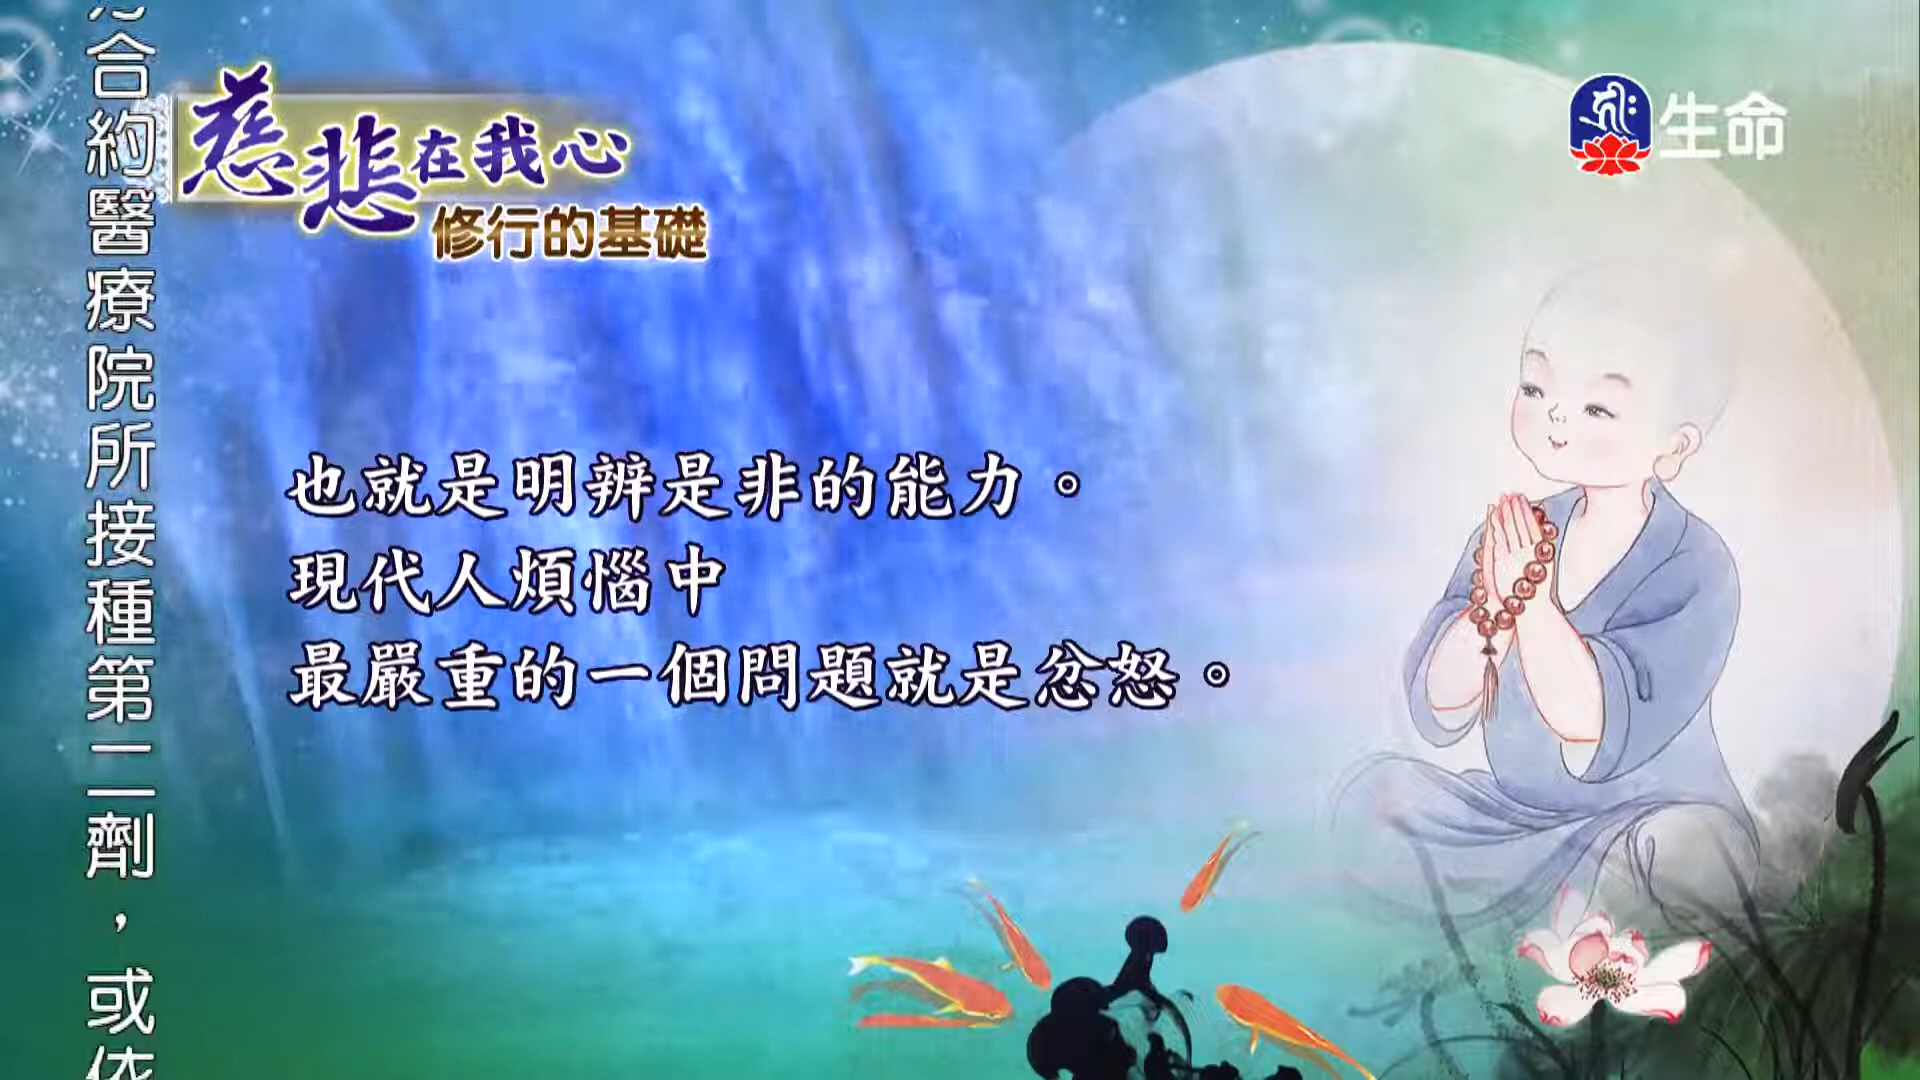 慈悲在我心
修行的基礎
生命
也就是明辨是非的能力。
現代人煩惱中
最嚴重的一個問題就是忿怒。
合約醫療院所接種第二劑，或依